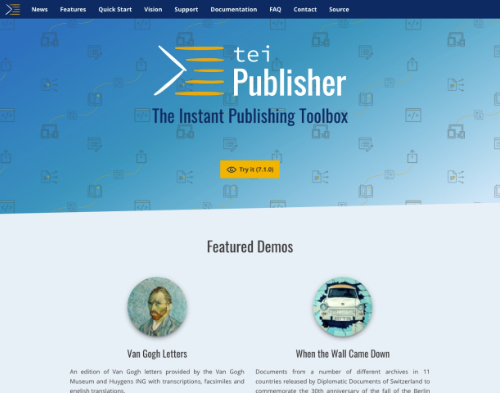 News Features Quick Start Vision Support Documentation FAQ Contact Source
tei
Publisher
The Instant Publishing Toolbox
Try it (7.1.0)
Featured Demos
Van Gogh Letters
An edition of Van Gogh letters provided by the Van Gogh
Museum and Huygens ING with transcriptions, facsimiles and
english translations.
When the Wall Came Down
Documents from a number of different archives in 11
countries released by Diplomatic Documents of Switzerland to
commemorate the 30th anniversary of the fall of the Berlin